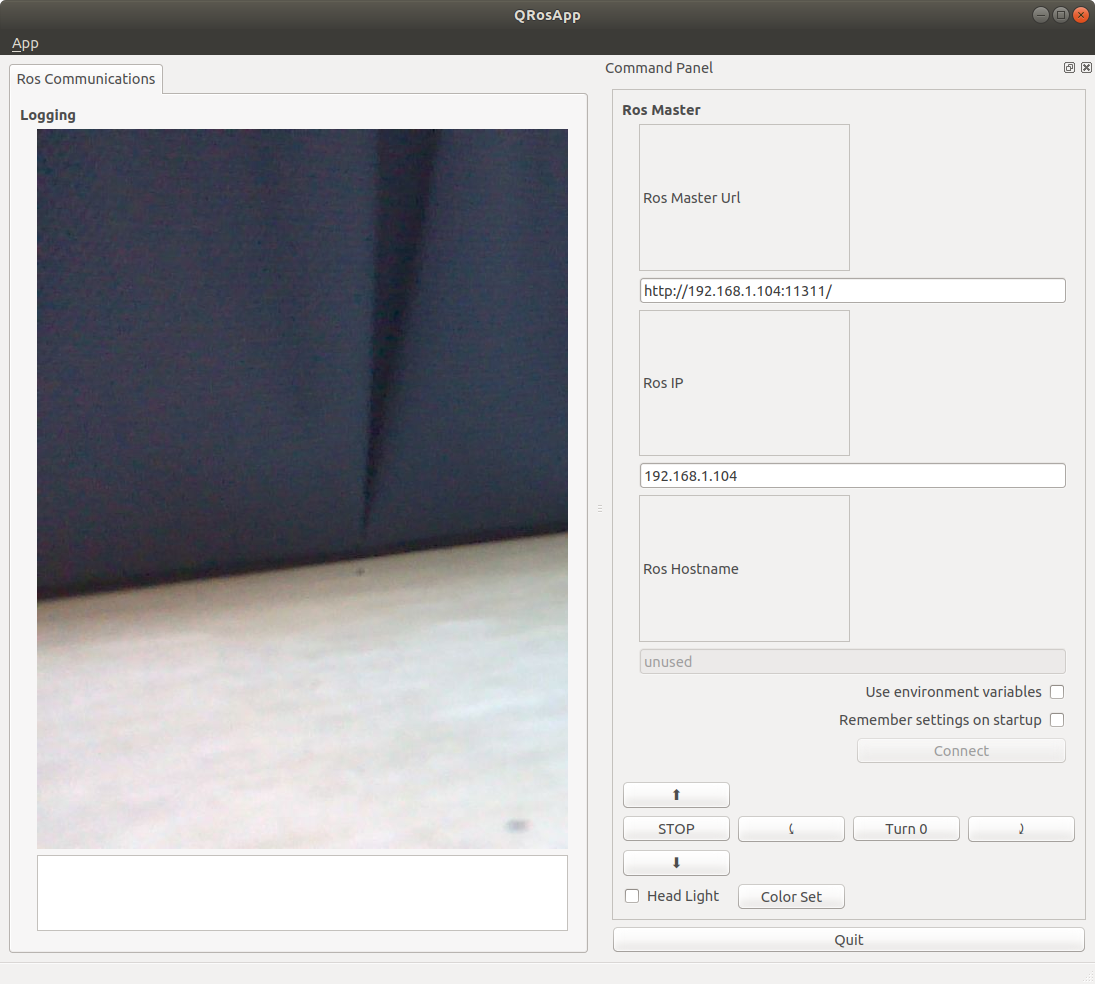 QRosApp
App
Ros Communications
Logging
Command Panel
Ros Master
Ros Master Url
http://192.168.1.104:11311/
Ros IP
192.168.1.104
Ros Hostname
unused
Use environment variables
Remember settings on startup
Connect
⬆
STOP ⤹ Turn 0 ⤸
⬇
Head Light Color Set
Quit